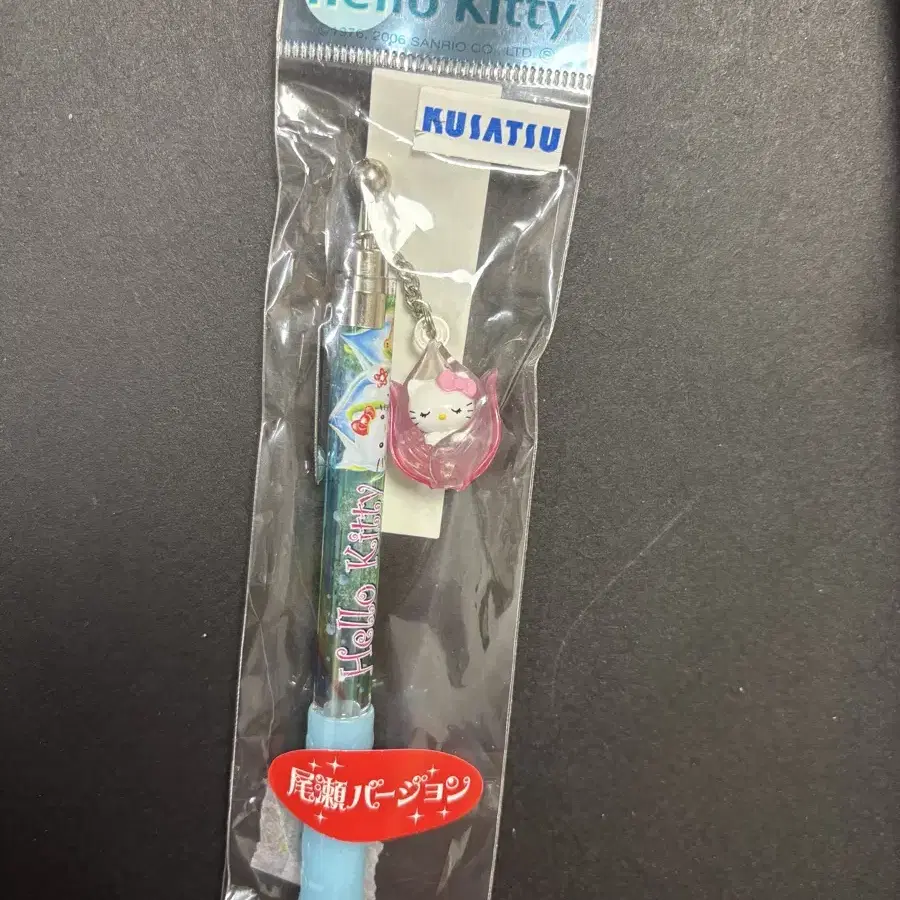 Hello Kitty
©1976, 2006 SANRIO CO., LTD. Ⓢ
KUSATSU
Hello Kitty
尾瀬バージョン